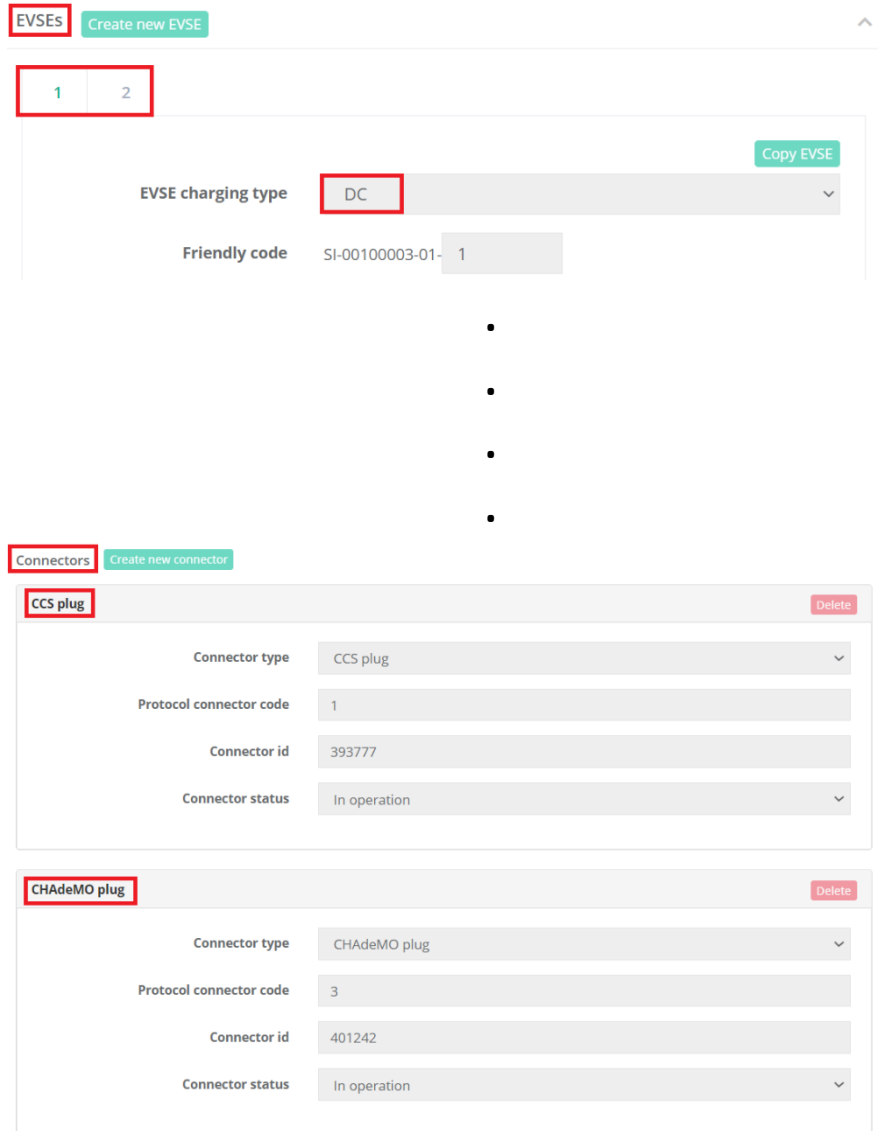 EVSEs Create new EVSE
1 2
Copy EVSE
EVSE charging type DC
Friendly code SI-00100003-01- 1
Connectors Create new connector
CCS plug Delete
Connector type CCS plug
Protocol connector code 1
Connector id 393777
Connector status In operation
CHAdeMO plug Delete
Connector type CHAdeMO plug
Protocol connector code 3
Connector id 401242
Connector status In operation